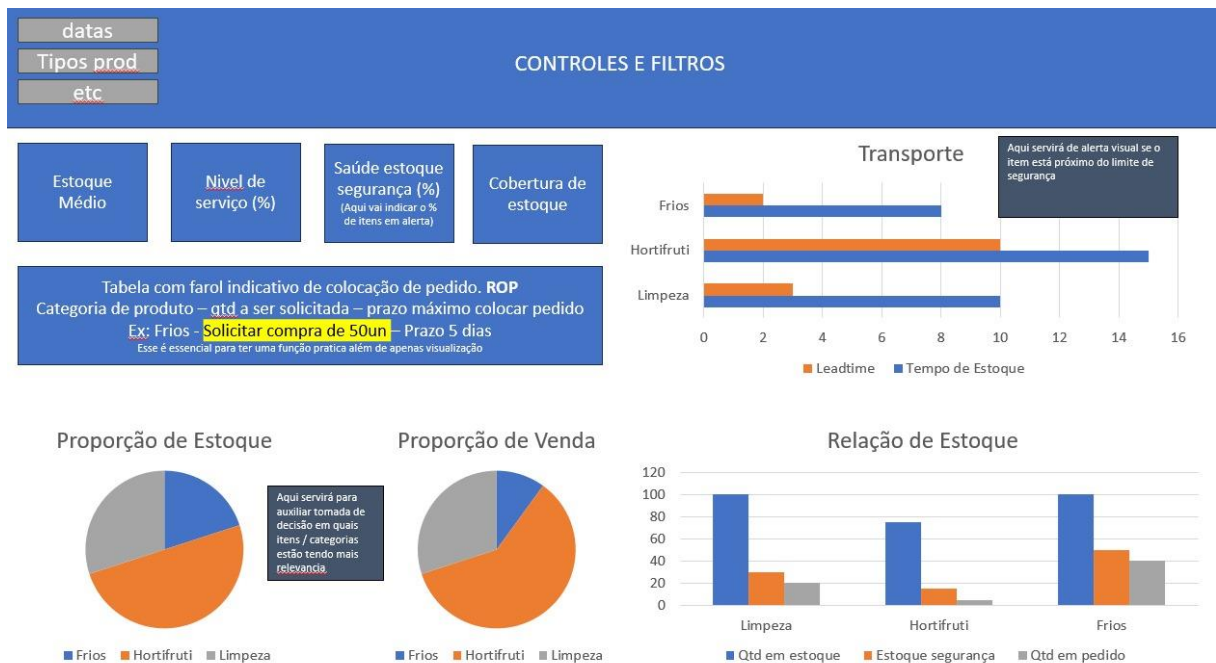 datas
Tipos prod
etc
CONTROLES E FILTROS
Estoque
Médio
Nivel de
serviço (%)
Saúde estoque
segurança (%)
(Aqui vai indicar o %
de itens em alerta)
Cobertura de
estoque
Tabela com farol indicativo de colocação de pedido. ROP
Categoria de produto – qtd a ser solicitada – prazo máximo colocar pedido
Ex: Frios - Solicitar compra de 50un – Prazo 5 dias
Esse é essencial para ter uma função pratica além de apenas visualização
Transporte
Aqui servirá de alerta visual se o
item está próximo do limite de
segurança
Frios
Hortifruti
Limpeza
0 2 4 6 8 10 12 14 16
Leadtime Tempo de Estoque
Proporção de Estoque
Aqui servirá para
auxiliar tomada de
decisão em quais
itens / categorias
estão tendo mais
relevancia
Frios Hortifruti Limpeza
Proporção de Venda
Frios Hortifruti Limpeza
Relação de Estoque
120
100
80
60
40
20
0
Limpeza Hortifruti Frios
Qtd em estoque Estoque segurança Qtd em pedido